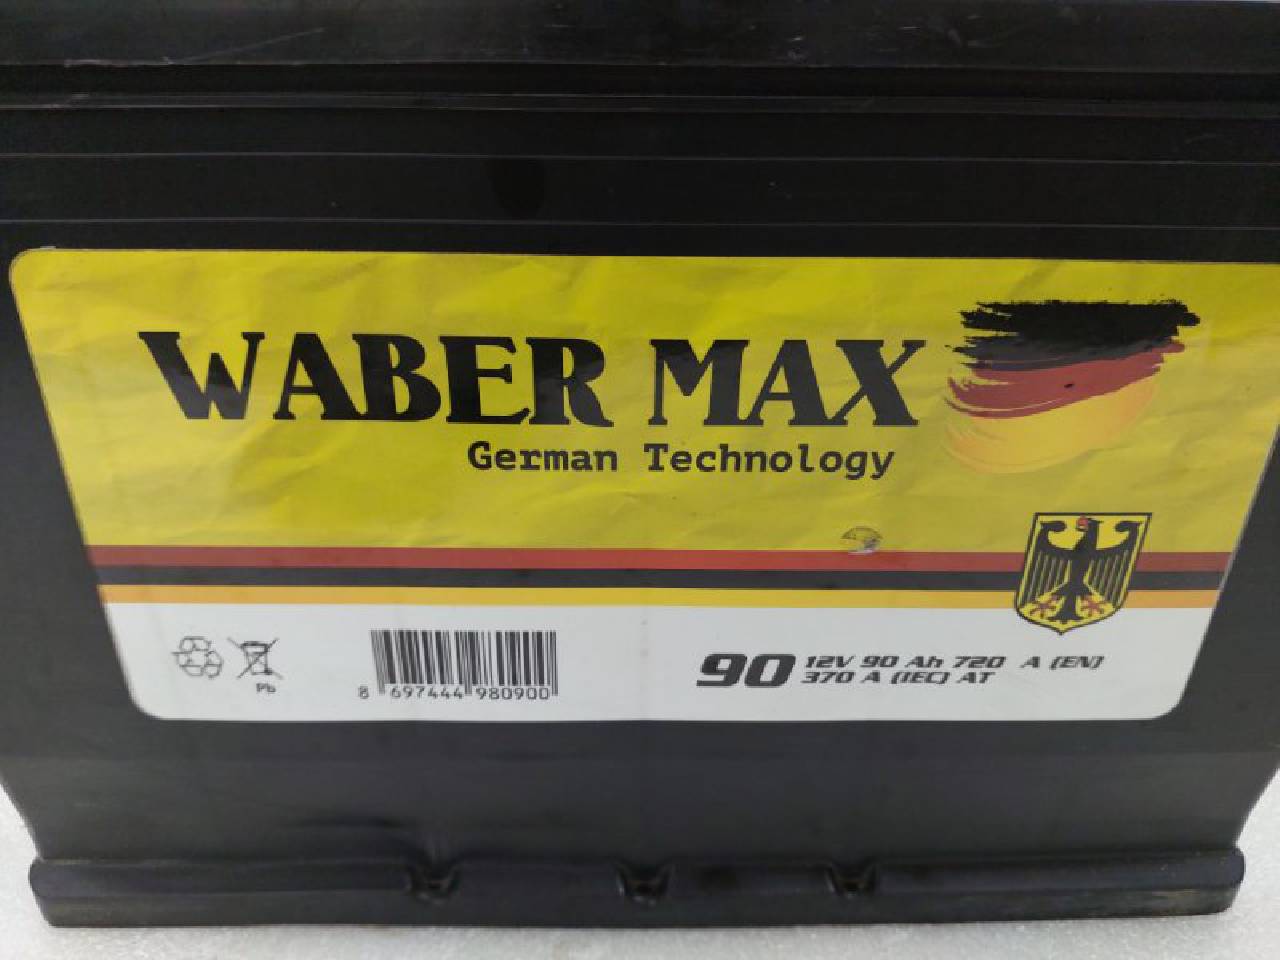 WABER MAX
German Technology
Pb
8 697444 980900
90 12V 90 Ah 720 A (EN)
370 A (IEC) AT